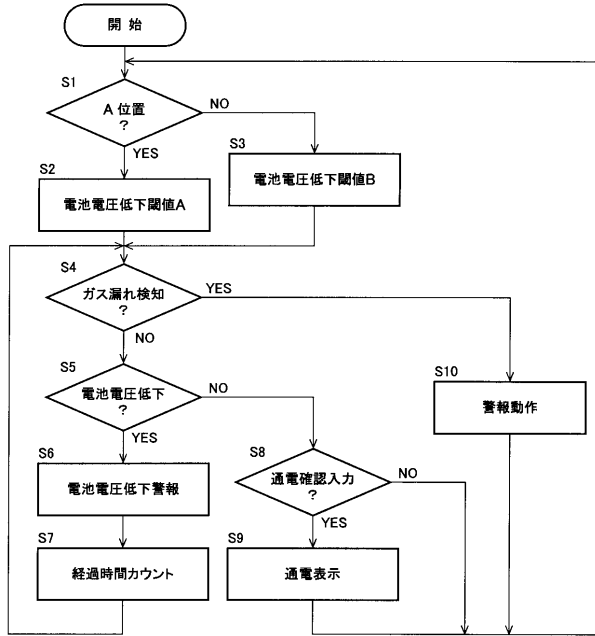 開 始
S1
A 位置
?
NO
YES
S2
電池電圧低下閾値A
S3
電池電圧低下閾値B
S4
ガス漏れ検知
?
YES
NO
S5
電池電圧低下
?
NO
YES
S10
警報動作
S6
電池電圧低下警報
S8
通電確認入力
?
NO
YES
S7
経過時間カウント
S9
通電表示